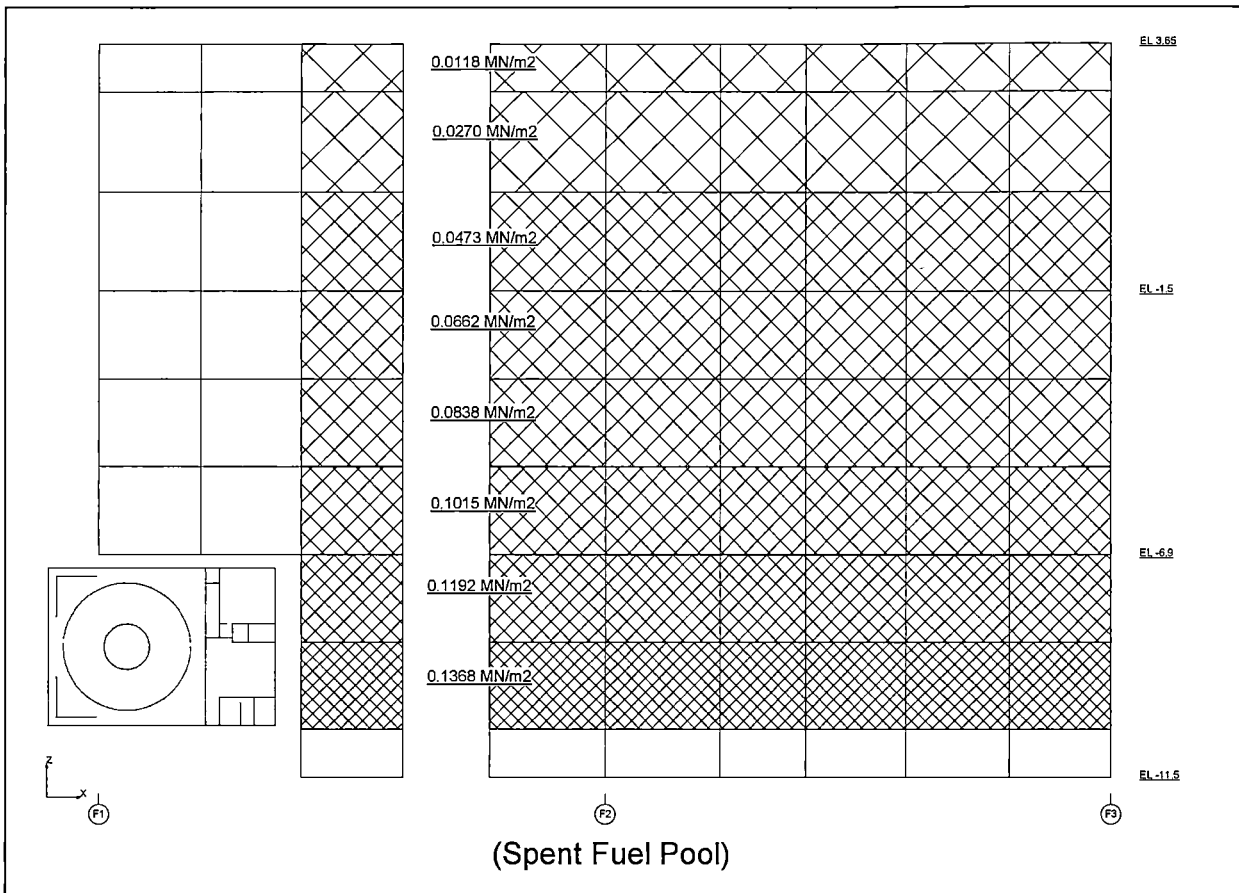 EL 3.65
0.0118 MN/m2
0.0270 MN/m2
0.0473 MN/m2
EL -1.5
0.0662 MN/m2
0.0838 MN/m2
0.1015 MN/m2
EL -6.9
0.1192 MN/m2
0.1368 MN/m2
Z
X
EL -11.5
F1
F2
F3
(Spent Fuel Pool)